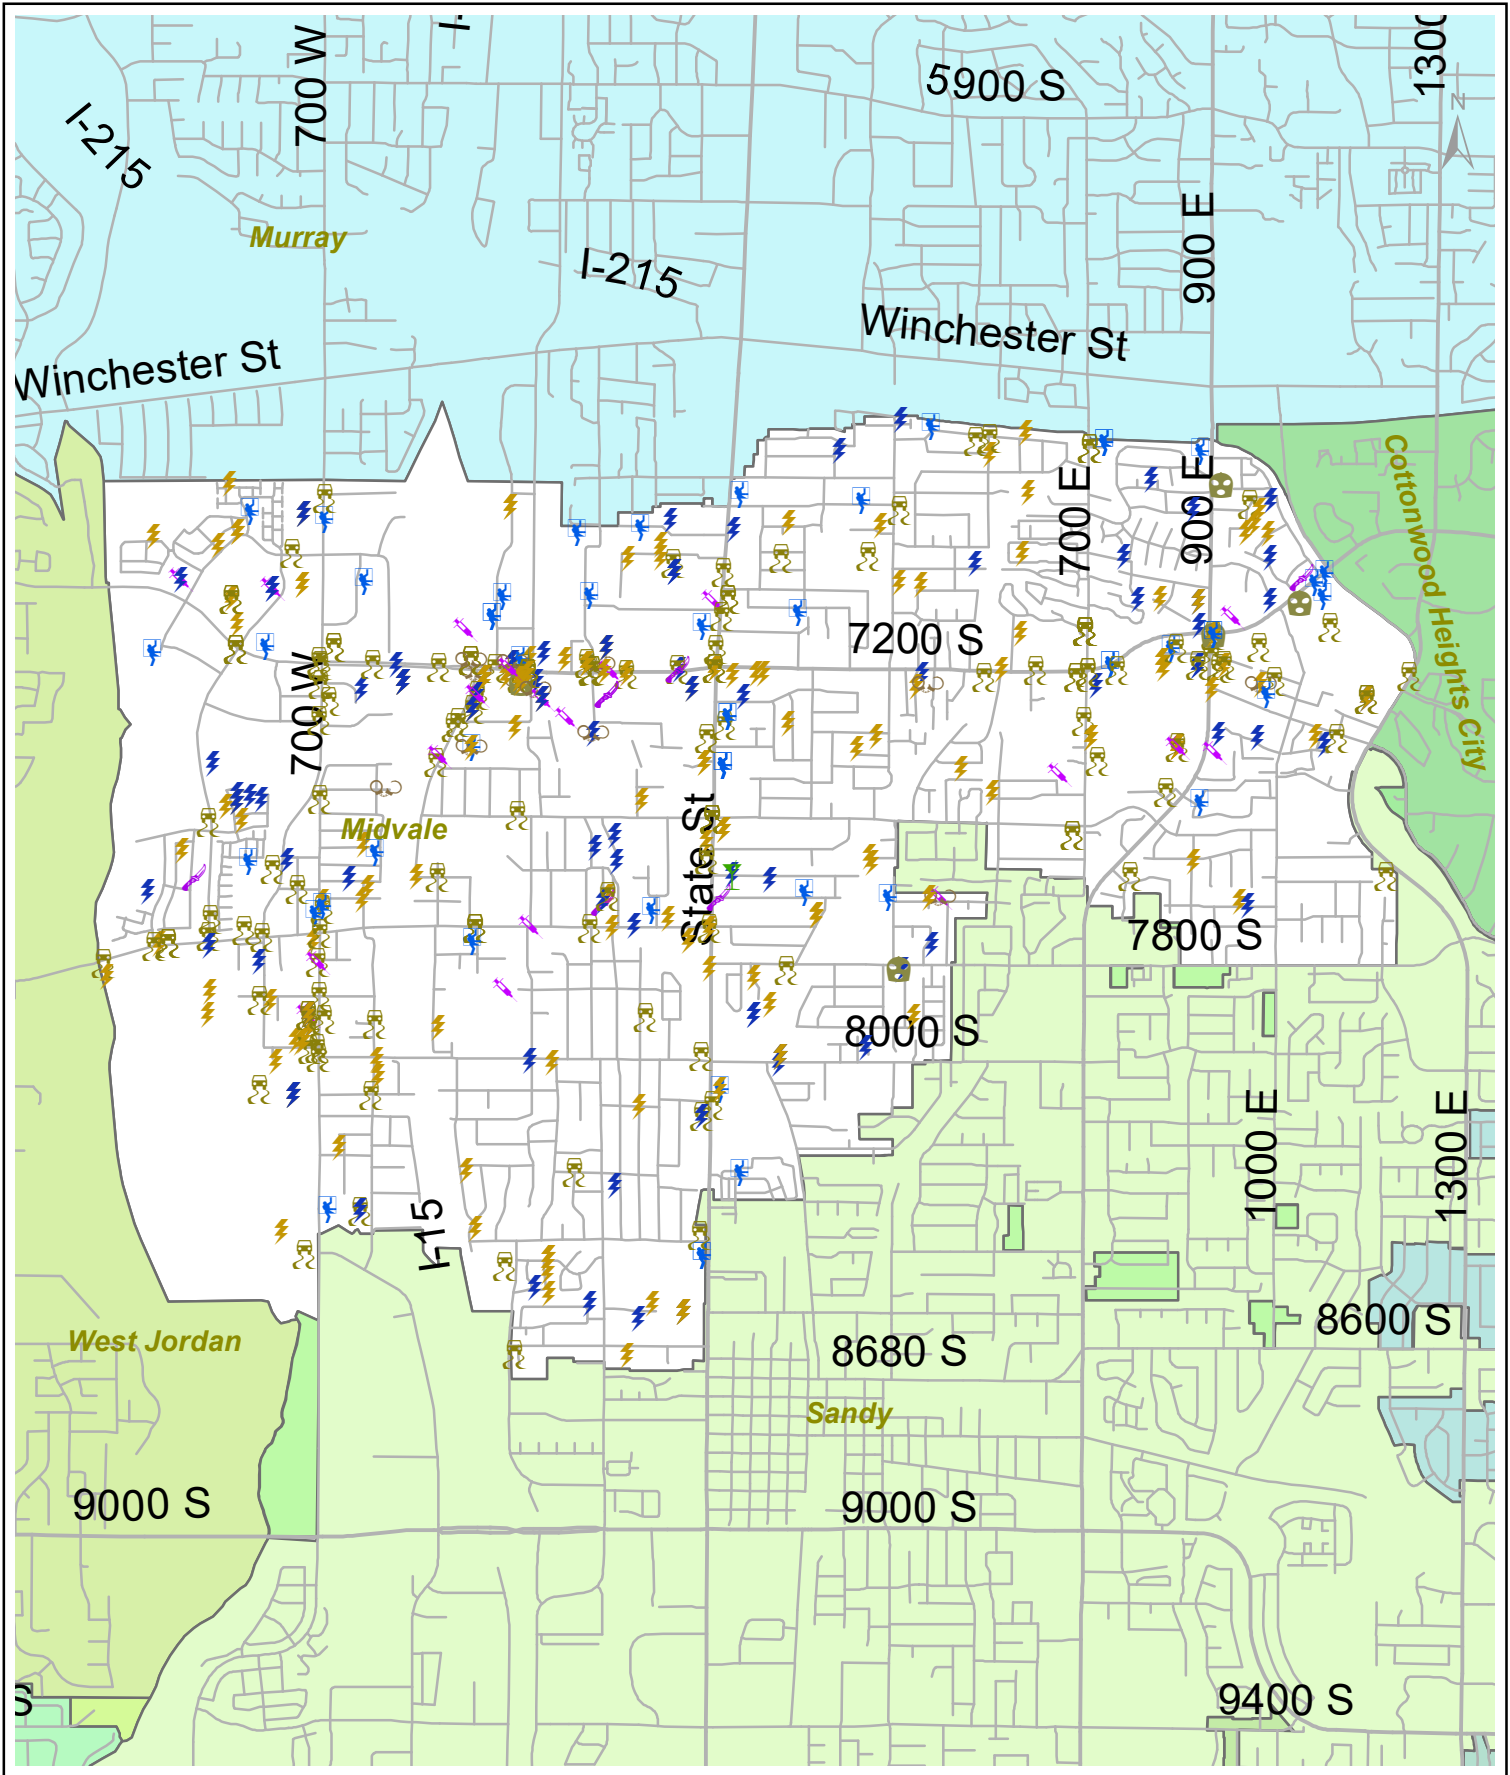 I-
700 W
1300
5900 S
N
I-215
900 E
Murray
I-215
Winchester St
Winchester St
Cottonwood Heights City
700 E
900 E
7200 S
700 W
State St
Midvale
7800 S
8000 S
1000 E
1300 E
I-15
8600 S
West Jordan
8680 S
Sandy
9000 S
9000 S
S
9400 S